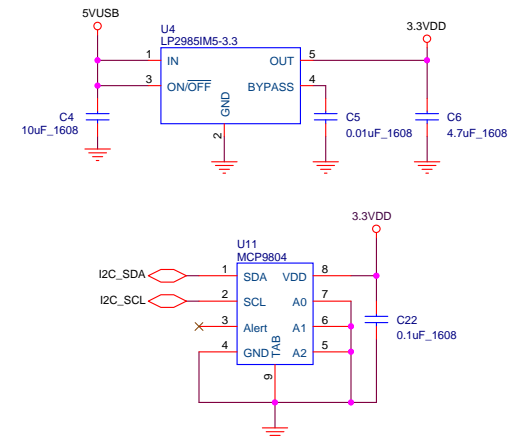 5VUSB
U4
LP2985IM5-3.3
3.3VDD
1 IN OUT 5
3 ON/OFF BYPASS 4
GND
2
C4
10uF_1608
C5
0.01uF_1608
C6
4.7uF_1608
3.3VDD
U11
MCP9804
I2C_SDA 1 SDA VDD 8
I2C_SCL 2 SCL A0 7
3 Alert A1 6
4 GND TAB A2 5
9
C22
0.1uF_1608